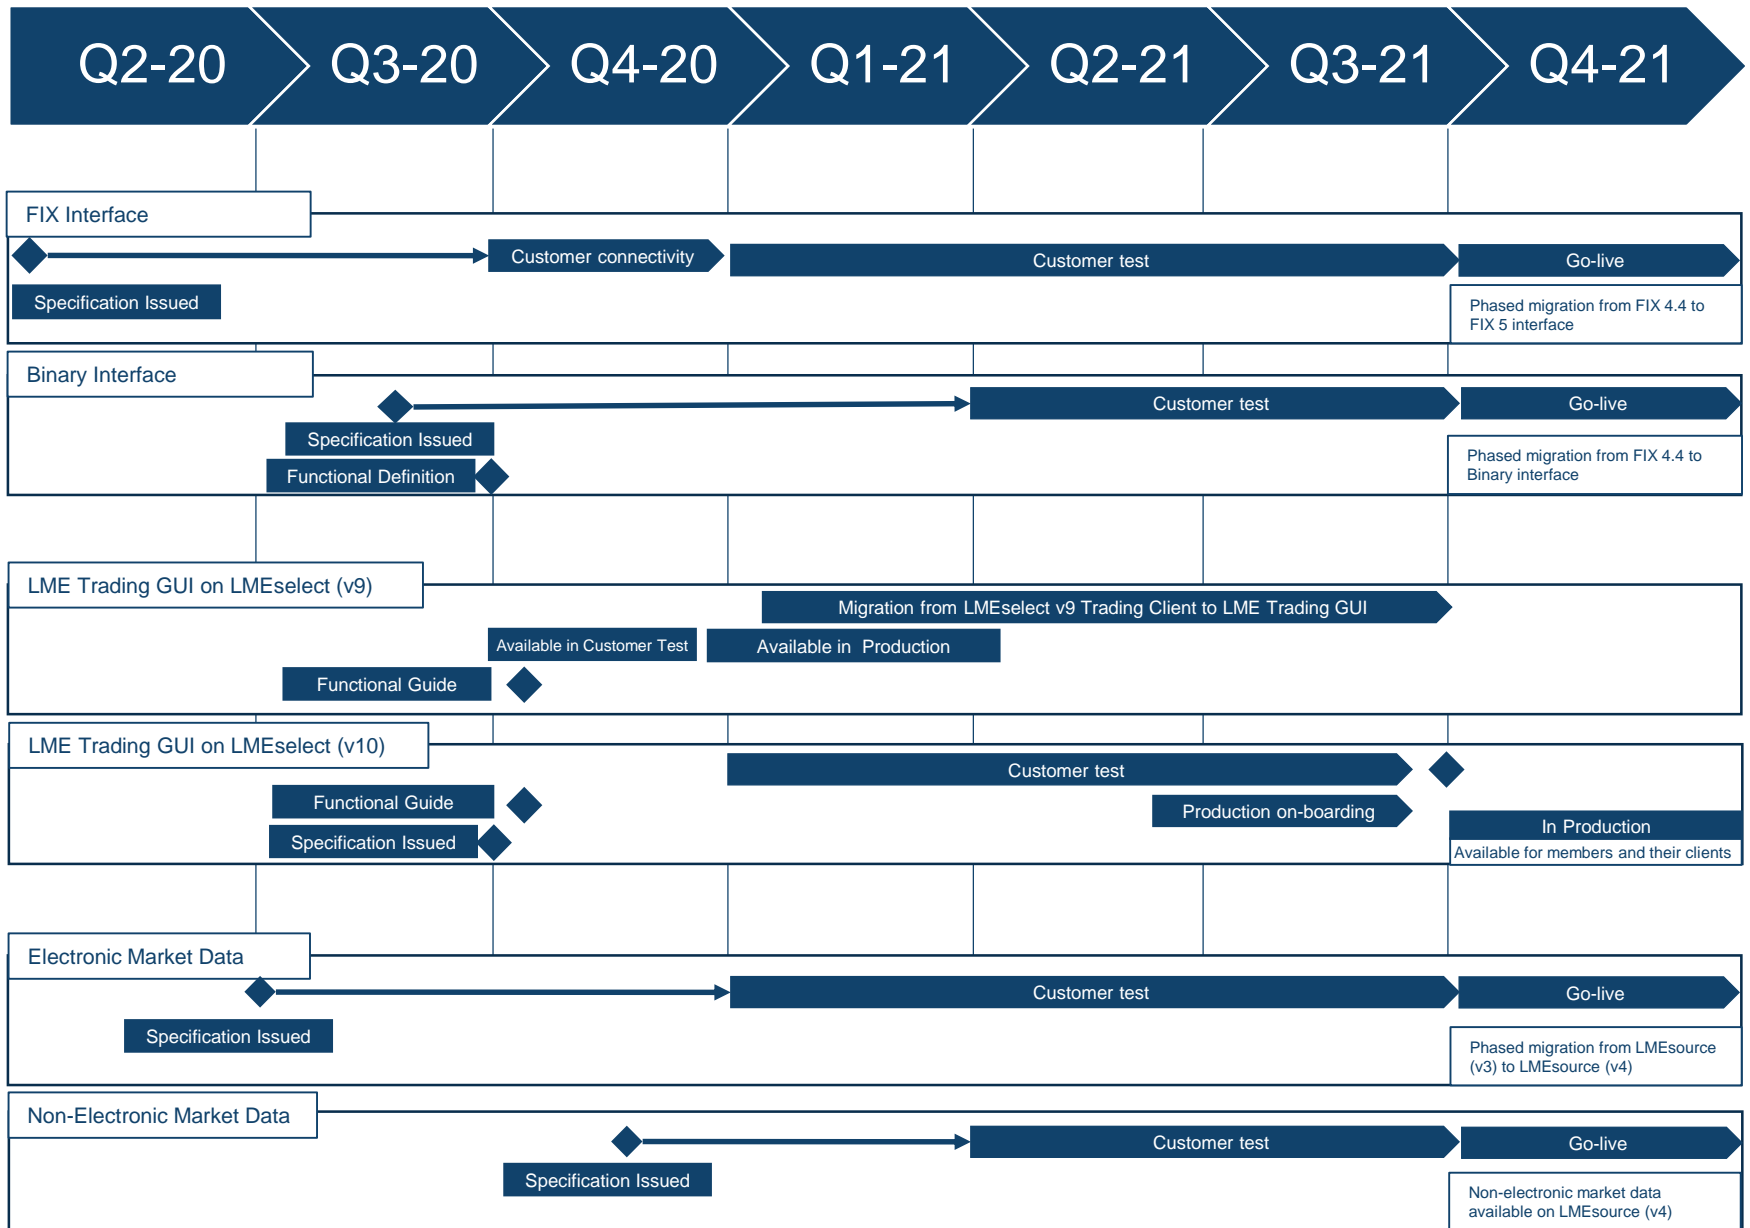 Q2-20
Q3-20
Q4-20
Q1-21
Q2-21
Q3-21
Q4-21
FIX Interface
Customer connectivity
Customer test
Go-live
Specification Issued
Phased migration from FIX 4.4 to
FIX 5 interface
Binary Interface
Customer test
Go-live
Specification Issued
Functional Definition
Phased migration from FIX 4.4 to
Binary interface
LME Trading GUI on LMEselect (v9)
Migration from LMEselect v9 Trading Client to LME Trading GUI
Available in Customer Test
Available in Production
Functional Guide
LME Trading GUI on LMEselect (v10)
Customer test
Functional Guide
Production on-boarding
Specification Issued
In Production
Available for members and their clients
Electronic Market Data
Customer test
Go-live
Specification Issued
Phased migration from LMEsource
(v3) to LMEsource (v4)
Non-Electronic Market Data
Customer test
Go-live
Specification Issued
Non-electronic market data
available on LMEsource (v4)